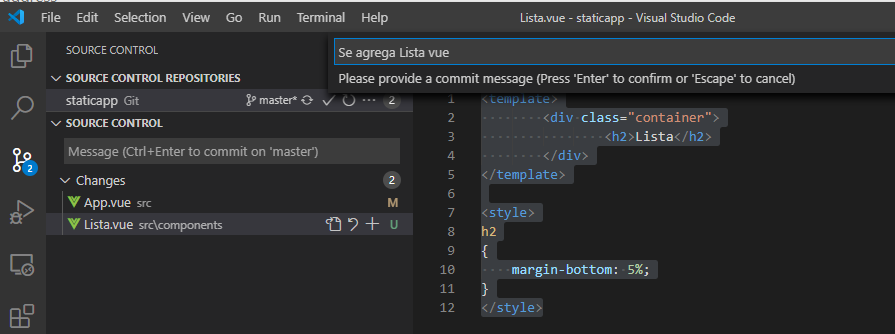 File Edit Selection View Go Run Terminal Help Lista.vue - staticapp - Visual Studio Code
SOURCE CONTROL
SOURCE CONTROL REPOSITORIES
staticapp Git master* 2
SOURCE CONTROL
Message (Ctrl+Enter to commit on 'master')
Changes 2
App.vue src M
Lista.vue src\components U
2
Se agrega Lista vue
Please provide a commit message (Press 'Enter' to confirm or 'Escape' to cancel)
1 <template>
2 <div class="container">
3 <h2>Lista</h2>
4 </div>
5 </template>
6
7 <style>
8 h2
9 {
10 margin-bottom: 5%;
11 }
12 </style>